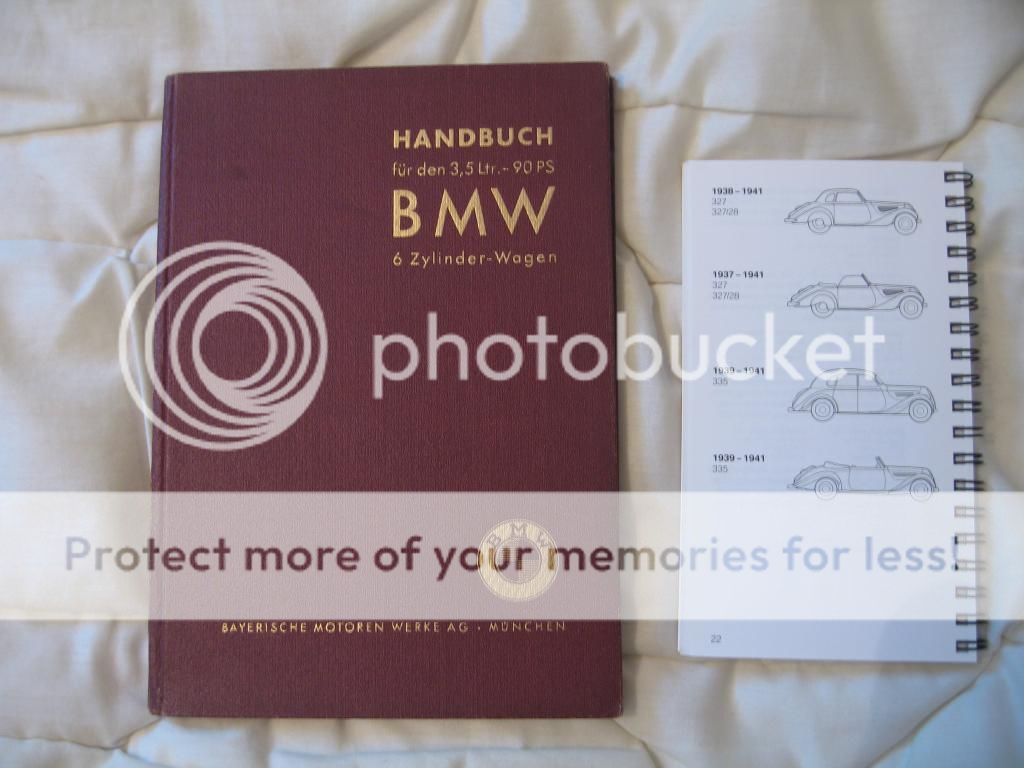 HANDBUCH
für den 3,5 Ltr.-90 PS
BMW
6 Zylinder-Wagen
BMW
BAYERISCHE MOTOREN WERKE AG · MÜNCHEN
1938 – 1941
327
327/28
1937 – 1941
327
327/28
1939 – 1941
335
1939 – 1941
335
22
photobucket
Protect more of your memories for less!